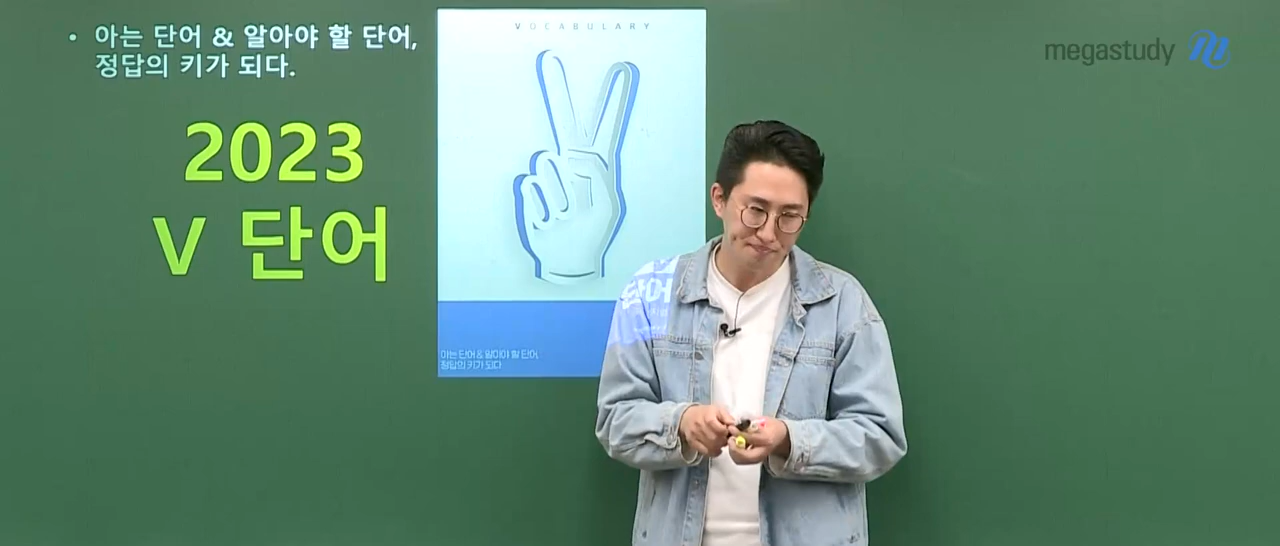 • 아는 단어 & 알아야 할 단어,
정답의 키가 되다.
2023
V 단어
VOCABULARY
단어
아는 단어 & 알아야 할 단어,
정답의 키가 되다
megastudy